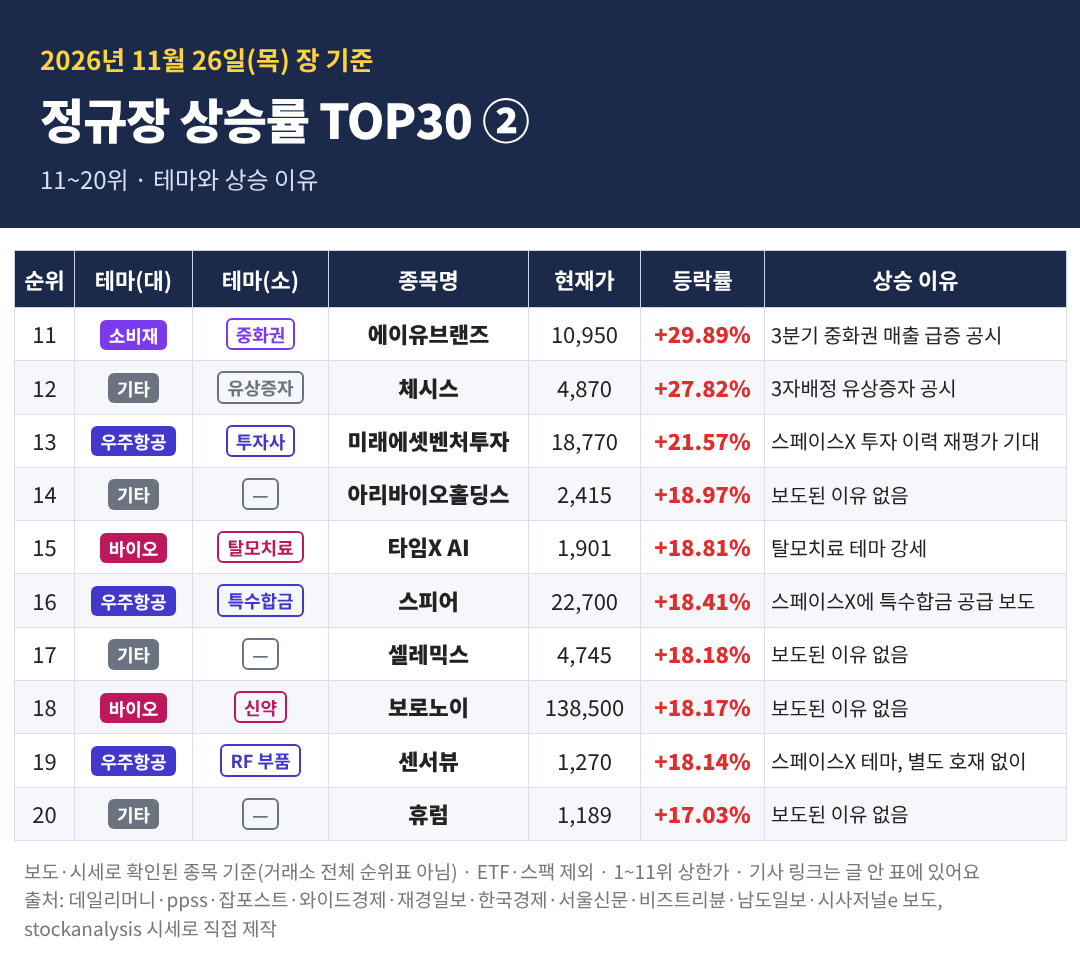 2026년 11월 26일(목) 장 기준
정규장 상승률 TOP30 ②
11~20위 · 테마와 상승 이유
순위 테마(대) 테마(소) 종목명 현재가 등락률 상승 이유
11 소비재 중화권 에이유브랜즈 10,950 +29.89% 3분기 중화권 매출 급증 공시
12 기타 유상증자 체시스 4,870 +27.82% 3자배정 유상증자 공시
13 우주항공 투자사 미래에셋벤처투자 18,770 +21.57% 스페이스X 투자 이력 재평가 기대
14 기타 – 아리바이오홀딩스 2,415 +18.97% 보도된 이유 없음
15 바이오 탈모치료 타임X AI 1,901 +18.81% 탈모치료 테마 강세
16 우주항공 특수합금 스피어 22,700 +18.41% 스페이스X에 특수합금 공급 보도
17 기타 – 셀레믹스 4,745 +18.18% 보도된 이유 없음
18 바이오 신약 보로노이 138,500 +18.17% 보도된 이유 없음
19 우주항공 RF 부품 센서뷰 1,270 +18.14% 스페이스X 테마, 별도 호재 없이
20 기타 – 휴럼 1,189 +17.03% 보도된 이유 없음
보도·시세로 확인된 종목 기준(거래소 전체 순위표 아님) · ETF·스팩 제외 · 1~11위 상한가 · 기사 링크는 글 안 표에 있어요
출처: 데일리머니·ppss·잡포스트·와이드경제·재경일보·한국경제·서울신문·비즈트리뷴·남도일보·시사저널e 보도,
stockanalysis 시세로 직접 제작